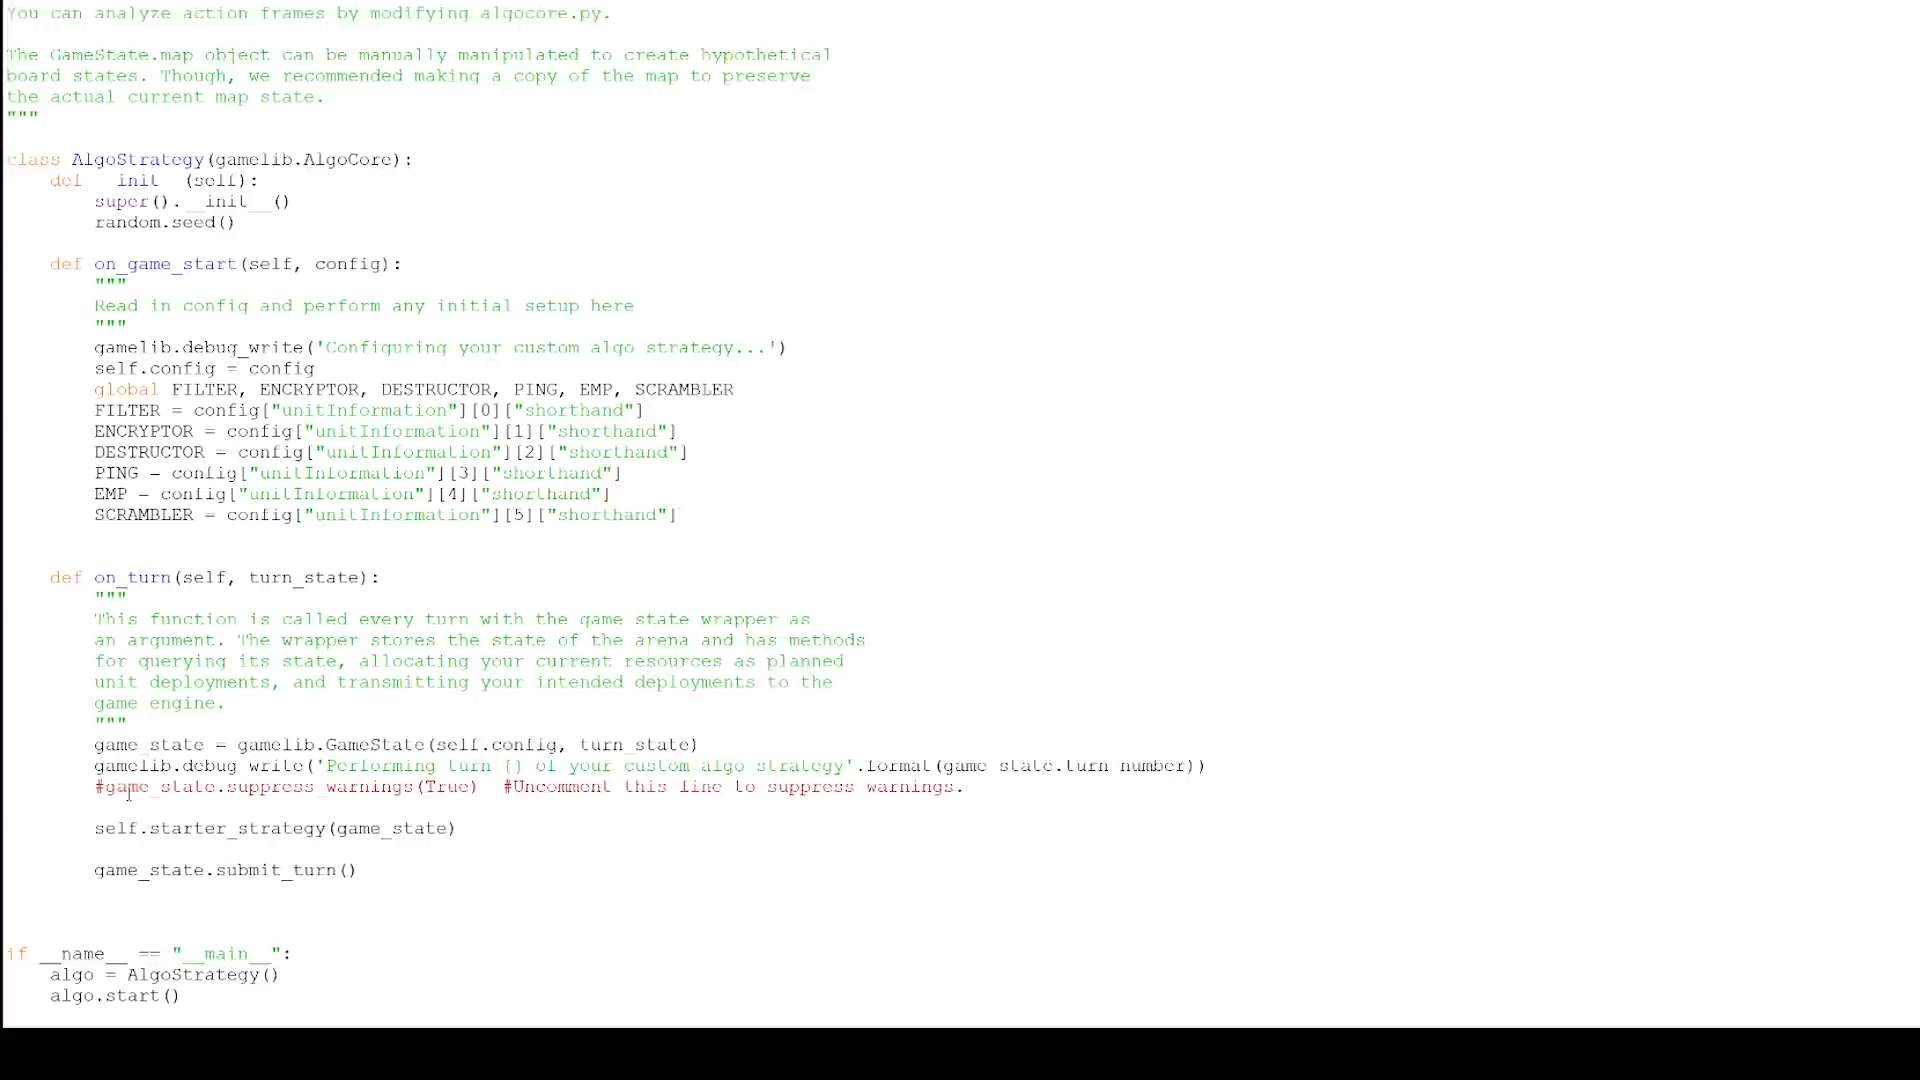 You can analyze action frames by modifying algocore.py.
The GameState.map object can be manually manipulated to create hypothetical
board states. Though, we recommended making a copy of the map to preserve
the actual current map state.
"""
class AlgoStrategy(gamelib.AlgoCore):
def __init__(self):
super().__init__()
random.seed()
def on_game_start(self, config):
"""
Read in config and perform any initial setup here
"""
gamelib.debug_write('Configuring your custom algo strategy...')
self.config = config
global FILTER, ENCRYPTOR, DESTRUCTOR, PING, EMP, SCRAMBLER
FILTER = config["unitInformation"][0]["shorthand"]
ENCRYPTOR = config["unitInformation"][1]["shorthand"]
DESTRUCTOR = config["unitInformation"][2]["shorthand"]
PING = config["unitInformation"][3]["shorthand"]
EMP = config["unitInformation"][4]["shorthand"]
SCRAMBLER = config["unitInformation"][5]["shorthand"]
def on_turn(self, turn_state):
"""
This function is called every turn with the game state wrapper as
an argument. The wrapper stores the state of the arena and has methods
for querying its state, allocating your current resources as planned
unit deployments, and transmitting your intended deployments to the
game engine.
"""
game_state = gamelib.GameState(self.config, turn_state)
gamelib.debug_write('Performing turn {} of your custom algo strategy'.format(game_state.turn_number))
#game_state.suppress_warnings(True)  #Uncomment this line to suppress warnings.
self.starter_strategy(game_state)
game_state.submit_turn()
if __name__ == "__main__":
algo = AlgoStrategy()
algo.start()